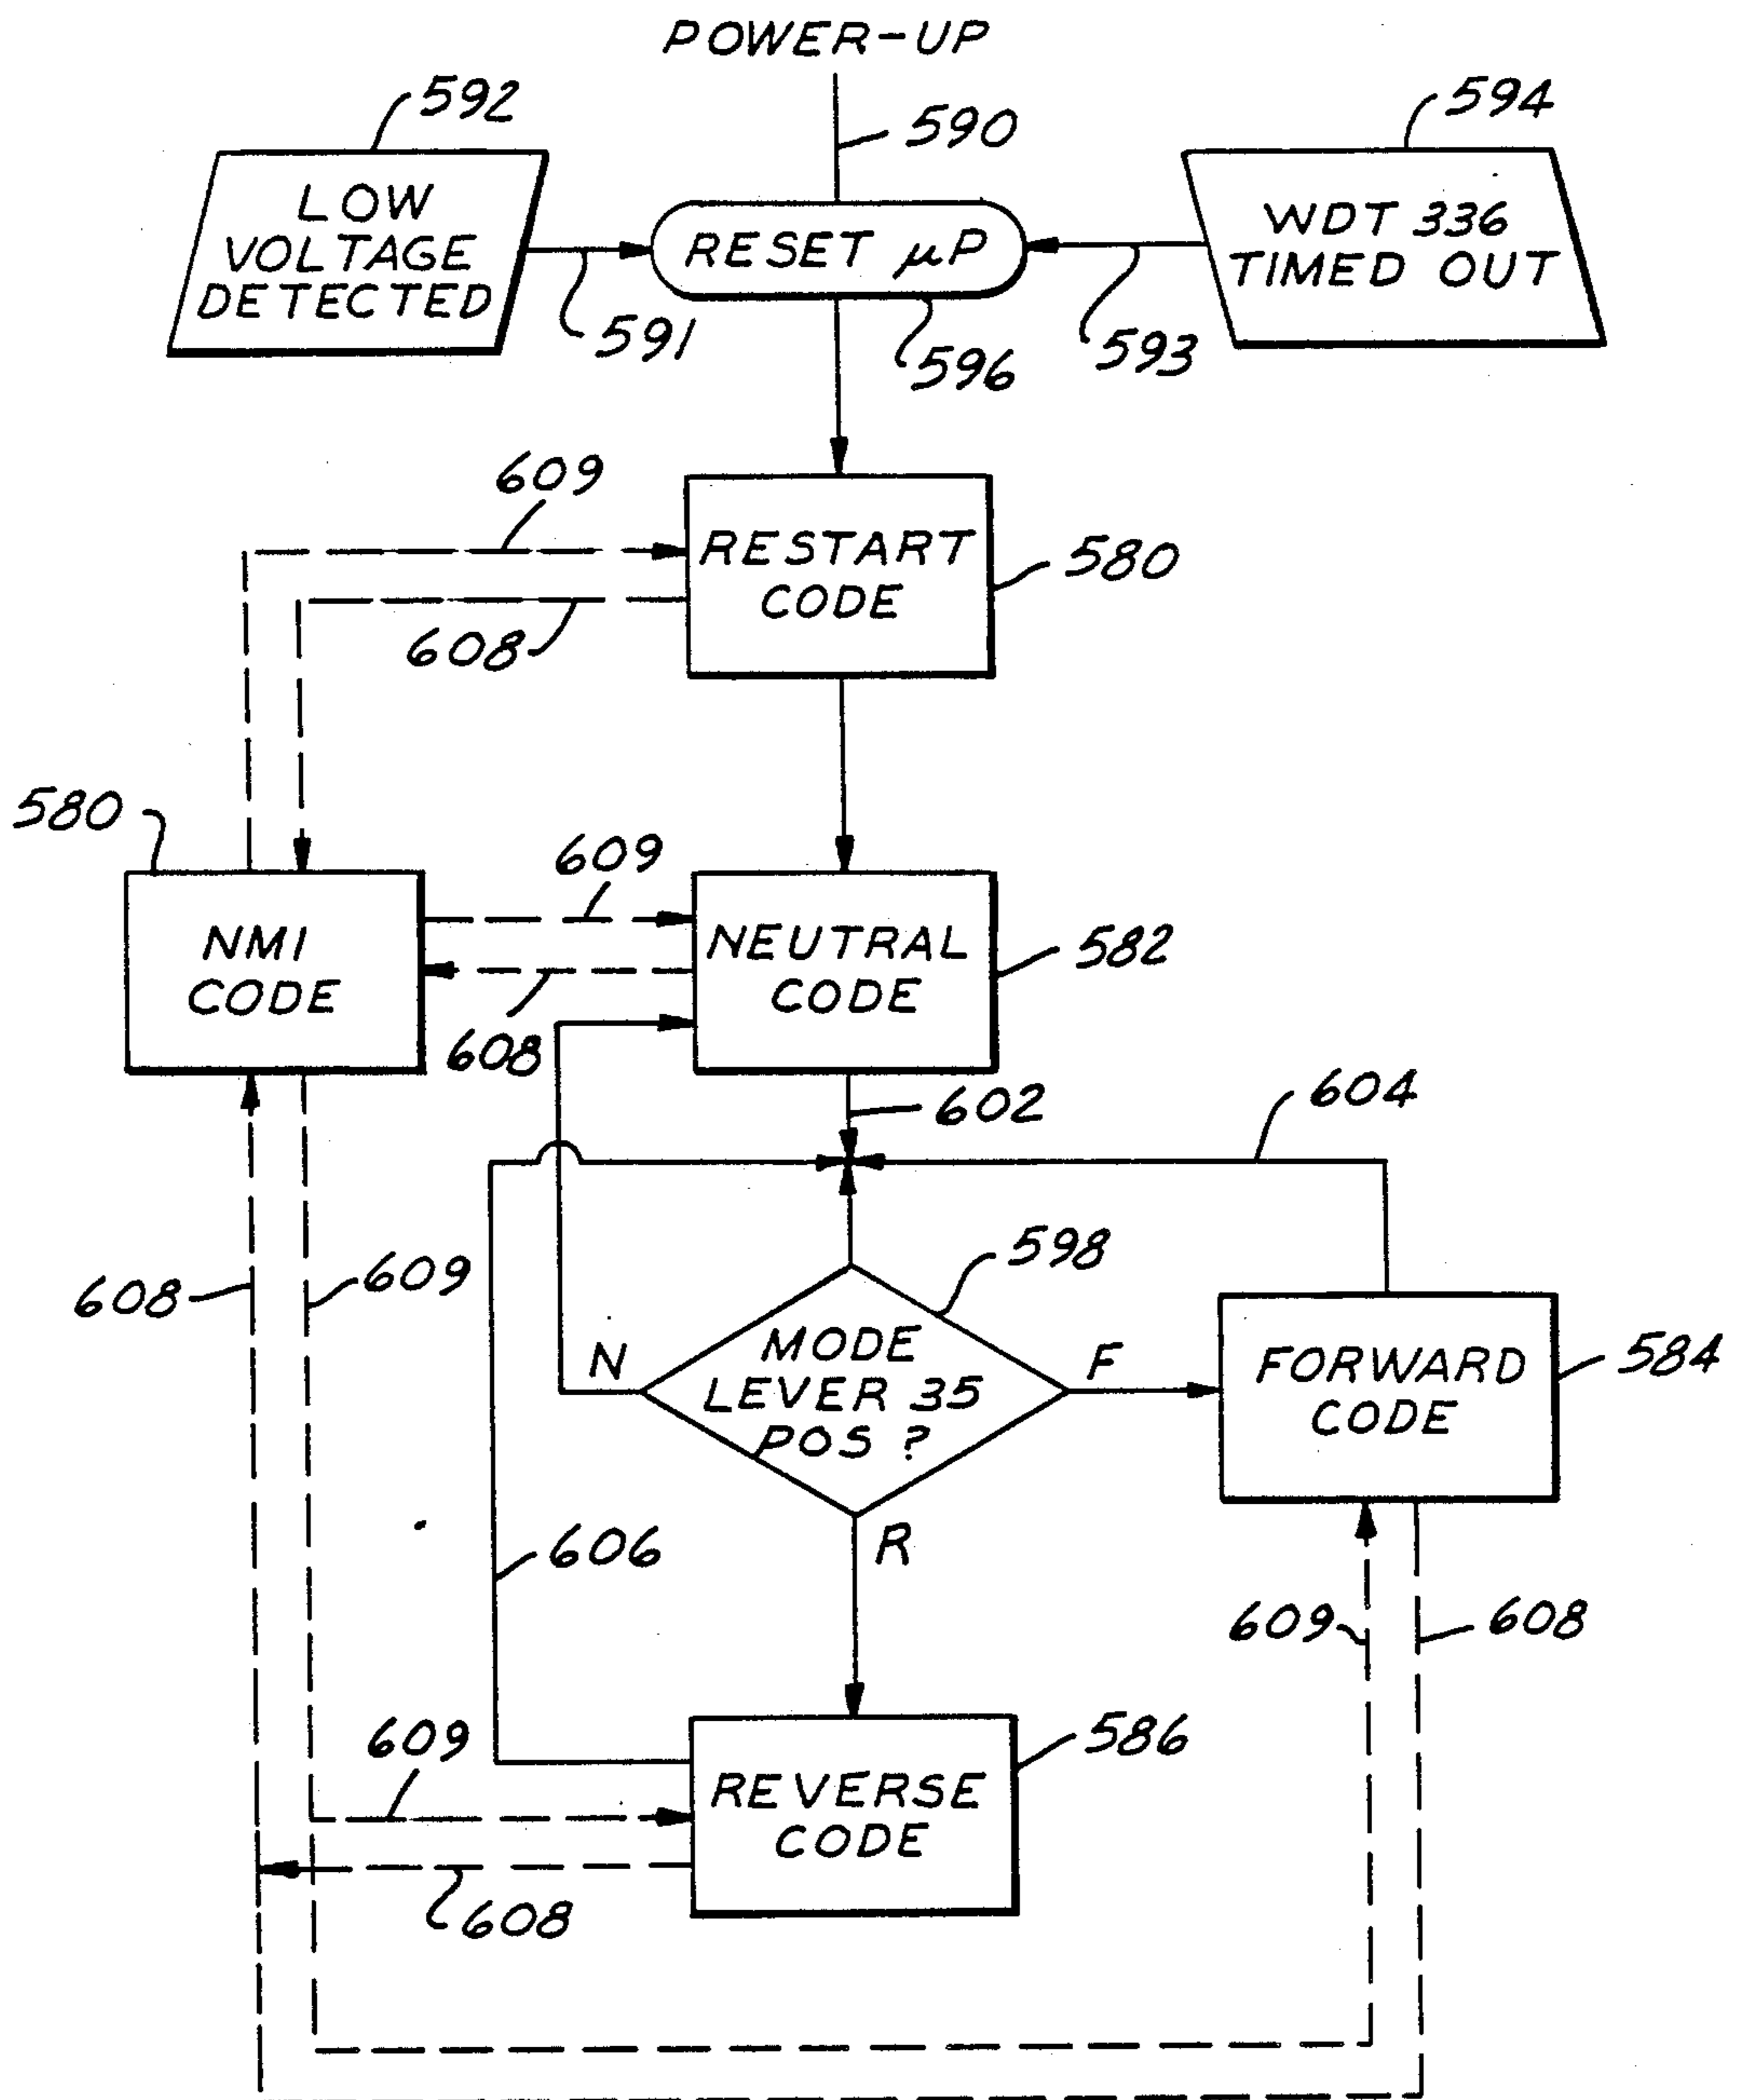 POWER-UP
592
594
590
LOW
VOLTAGE
DETECTED
RESET µP
WDT 336
TIMED OUT
591
596
593
609
RESTART
CODE
580
608
580
609
NMI
CODE
NEUTRAL
CODE
582
608
602
604
598
608
609
N
MODE
LEVER 35
POS ?
F
FORWARD
CODE
584
606
R
609
608
609
586
REVERSE
CODE
608